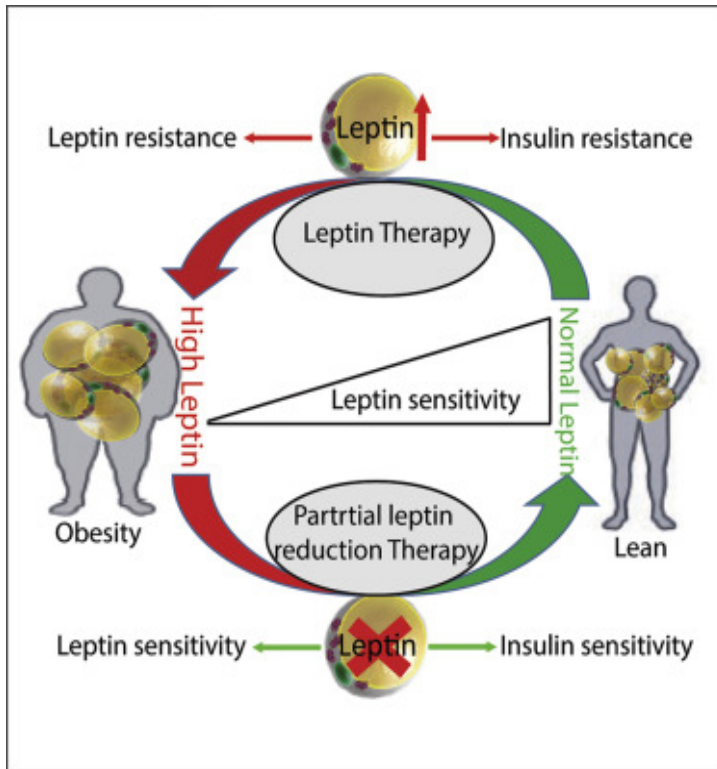 Leptin
Leptin resistance
Insulin resistance
Leptin Therapy
High Leptin
Normal Leptin
Leptin sensitivity
Obesity
Lean
Partrtial leptin
reduction Therapy
Leptin
Leptin sensitivity
Insulin sensitivity